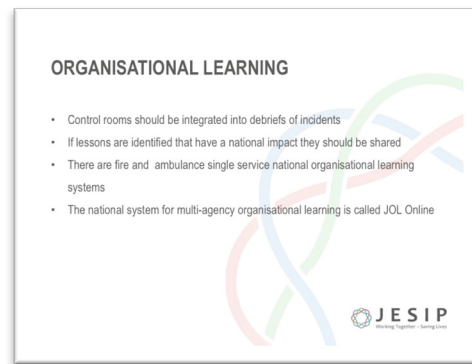 ORGANISATIONAL LEARNING
• Control rooms should be integrated into debriefs of incidents
• If lessons are identified that have a national impact they should be shared
• There are fire and ambulance single service national organisational learning
systems
• The national system for multi-agency organisational learning is called JOL Online
JESIP
Working Together – Saving Lives